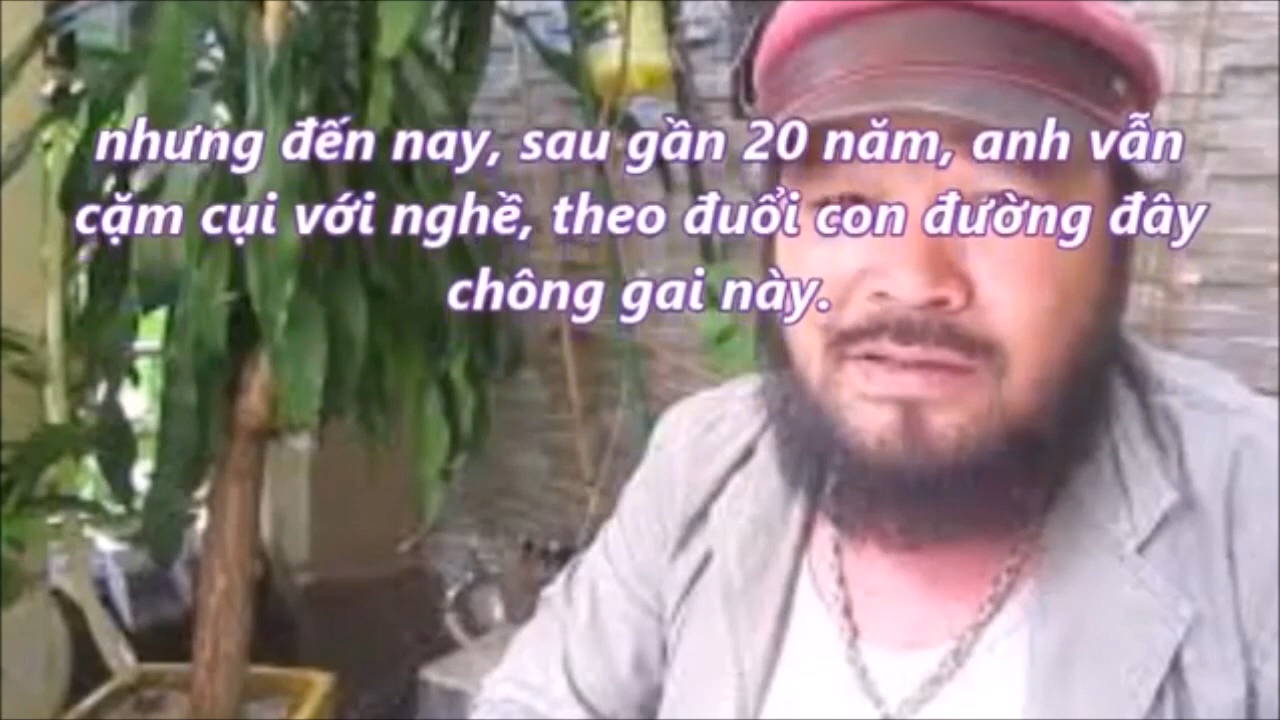 nhưng đến nay, sau gần 20 năm, anh vẫn
cặm cụi với nghề, theo đuổi con đường đây
chông gai này.